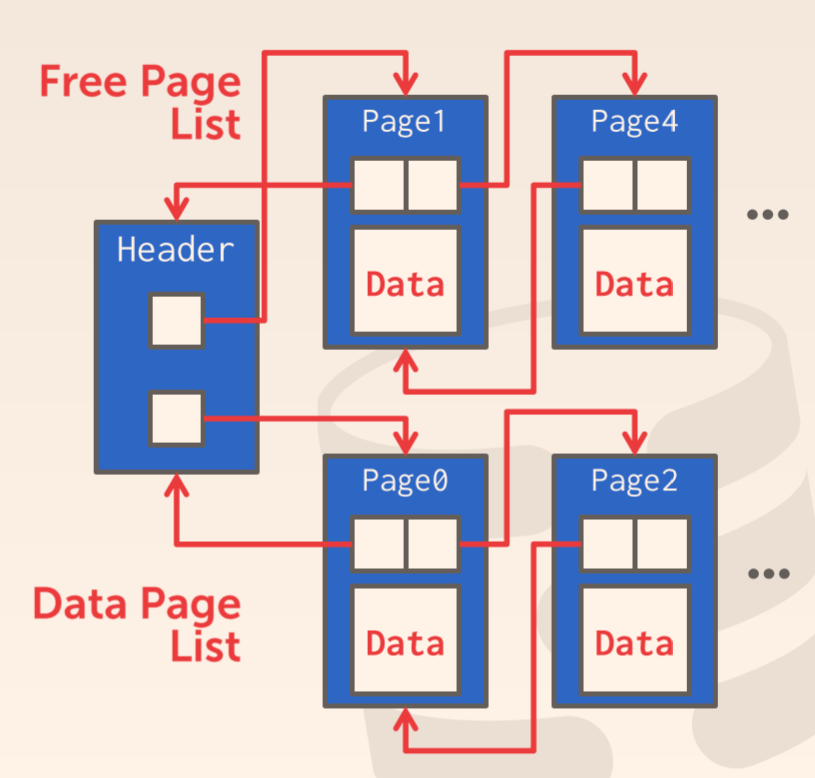 Free Page
List
Page1
Page4
Header
Data
Data
•••
Page0
Page2
Data Page
List
Data
Data
•••